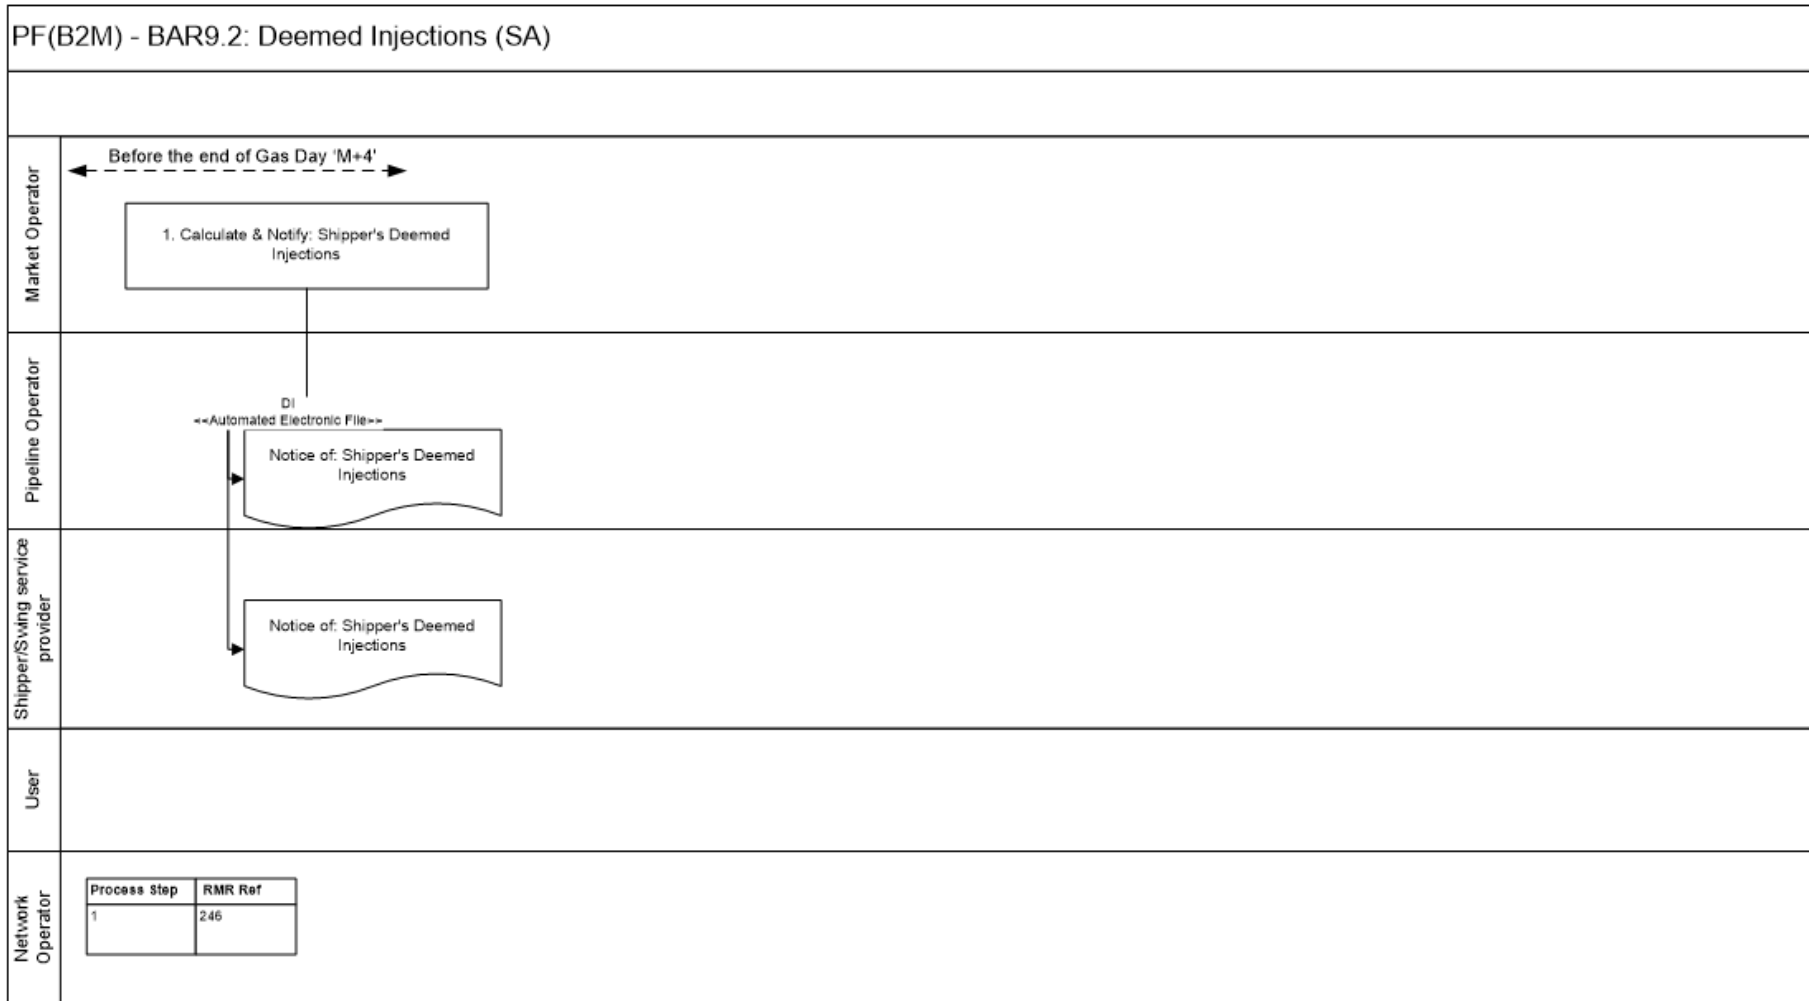 PF(B2M) - BAR9.2: Deemed Injections (SA)
Market Operator
Before the end of Gas Day 'M+4'
1. Calculate & Notify: Shipper's Deemed
Injections
Pipeline Operator
DI
<<Automated Electronic File>>
Notice of: Shipper's Deemed
Injections
Shipper/Swing service
provider
Notice of: Shipper's Deemed
Injections
User
Network
Operator
Process Step RMR Ref
1 246